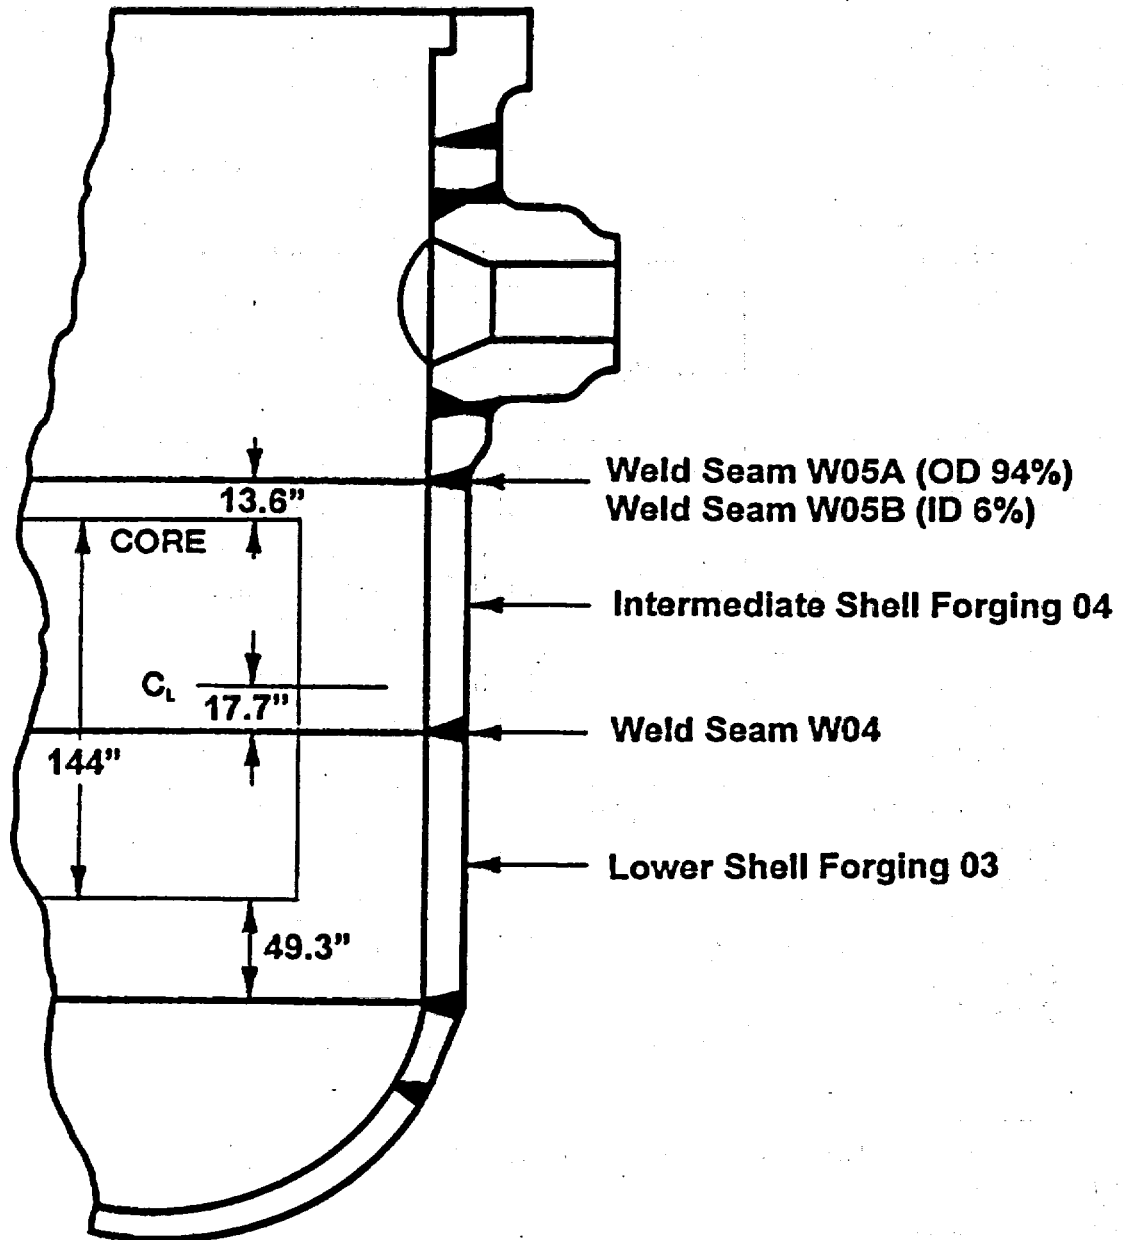 Weld Seam W05A (OD 94%)
13.6”
Weld Seam W05B (ID 6%)
CORE
Intermediate Shell Forging 04
CL
17.7”
Weld Seam W04
144”
Lower Shell Forging 03
49.3”